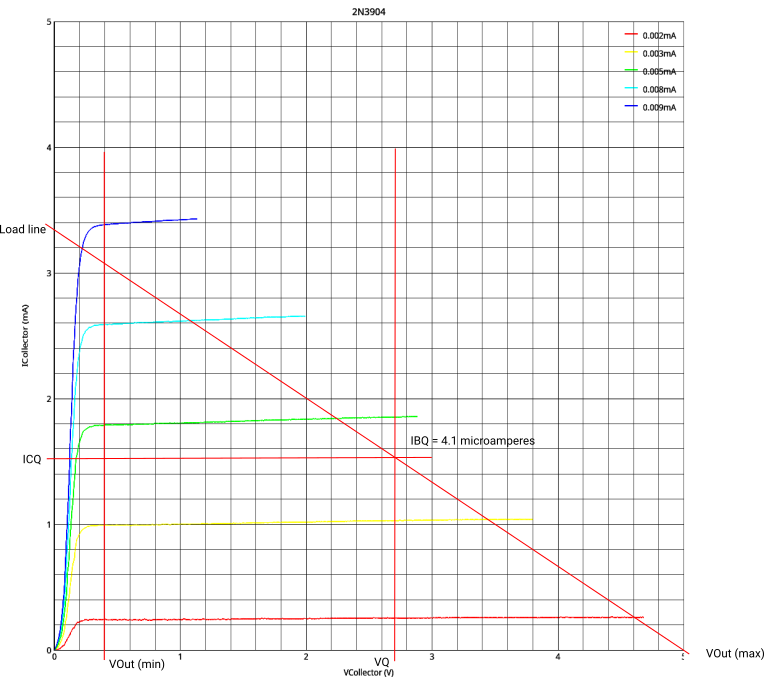 2N3904
5
0.002mA
0.003mA
0.005mA
0.008mA
0.009mA
4
Load line
3
ICollector (mA)
2
IBQ = 4.1 microamperes
ICQ
1
0
0
1
2
3
4
5
VOut (min)
VQ
VOut (max)
VCollector (V)